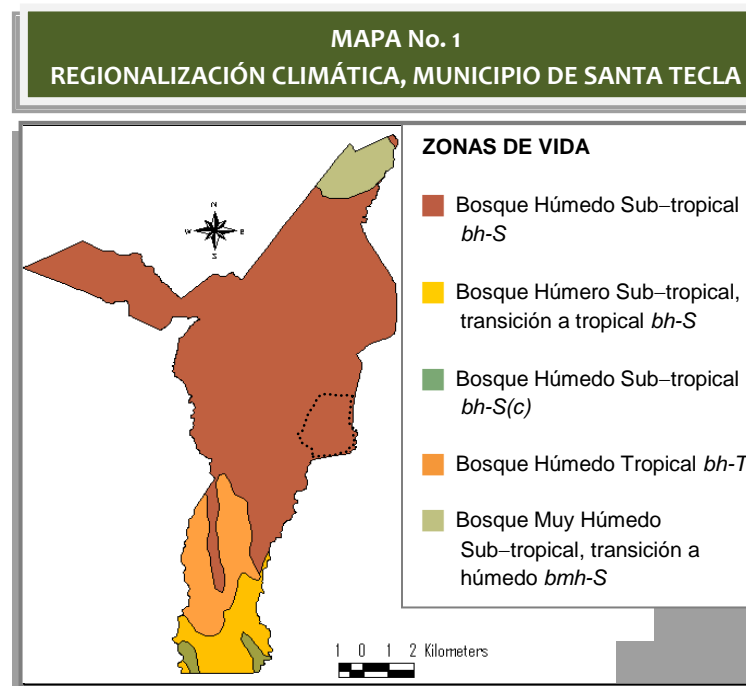 MAPA No. 1
REGIONALIZACIÓN CLIMÁTICA, MUNICIPIO DE SANTA TECLA
ZONAS DE VIDA
Bosque Húmedo Sub–tropical
bh-S
Bosque Húmero Sub–tropical,
transición a tropical bh-S
Bosque Húmedo Sub–tropical
bh-S(c)
Bosque Húmedo Tropical bh-T
Bosque Muy Húmedo
Sub–tropical, transición a
húmedo bmh-S
N
W E
S
1 0 1 2 Kilometers